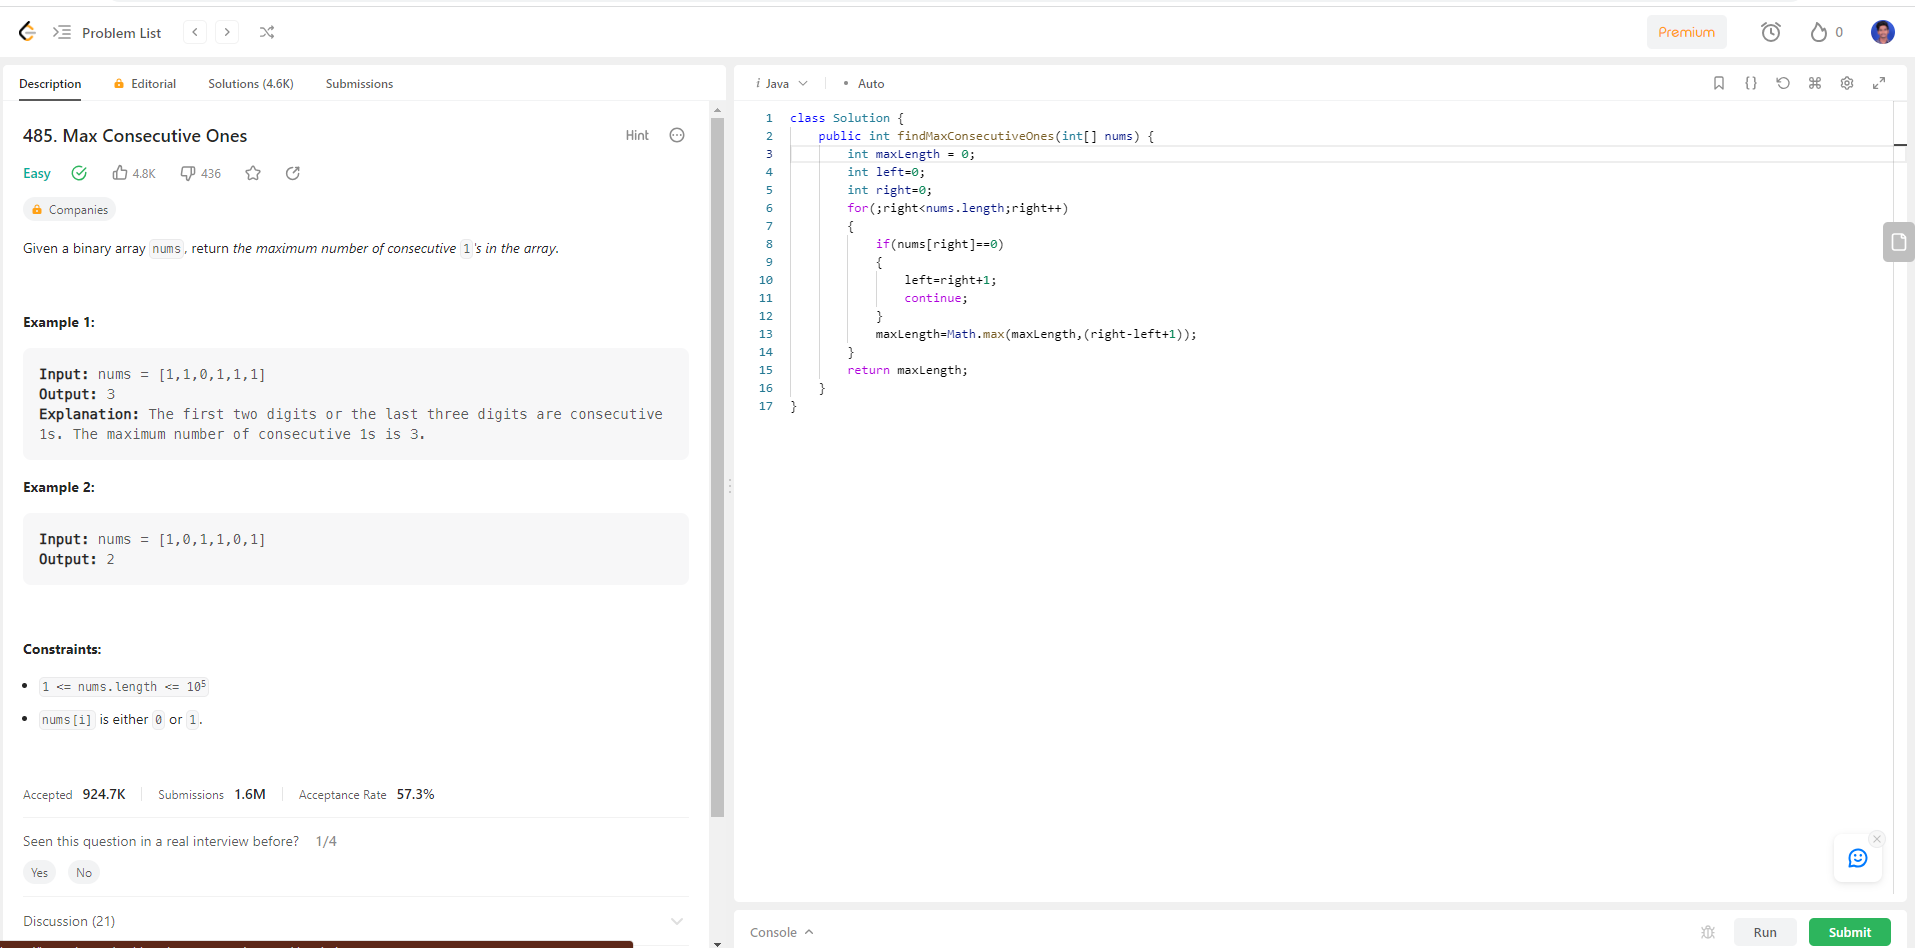 Problem List
Premium
0
Description
Editorial
Solutions (4.6K)
Submissions
485. Max Consecutive Ones
Hint
Easy
4.8K
436
Companies
Given a binary array nums, return the maximum number of consecutive 1's in the array.
Example 1:
Input: nums = [1,1,0,1,1,1]
Output: 3
Explanation: The first two digits or the last three digits are consecutive
1s. The maximum number of consecutive 1s is 3.
Example 2:
Input: nums = [1,0,1,1,0,1]
Output: 2
Constraints:
• 1 <= nums.length <= 10⁵
• nums[i] is either 0 or 1.
Accepted 924.7K Submissions 1.6M Acceptance Rate 57.3%
Seen this question in a real interview before? 1/4
Yes No
Discussion (21)
i Java • Auto
1 class Solution {
2 public int findMaxConsecutiveOnes(int[] nums) {
3 int maxLength = 0;
4 int left=0;
5 int right=0;
6 for(;right<nums.length;right++)
7 {
8 if(nums[right]==0)
9 {
10 left=right+1;
11 continue;
12 }
13 maxLength=Math.max(maxLength,(right-left+1));
14 }
15 return maxLength;
16 }
17 }
Console
Run
Submit